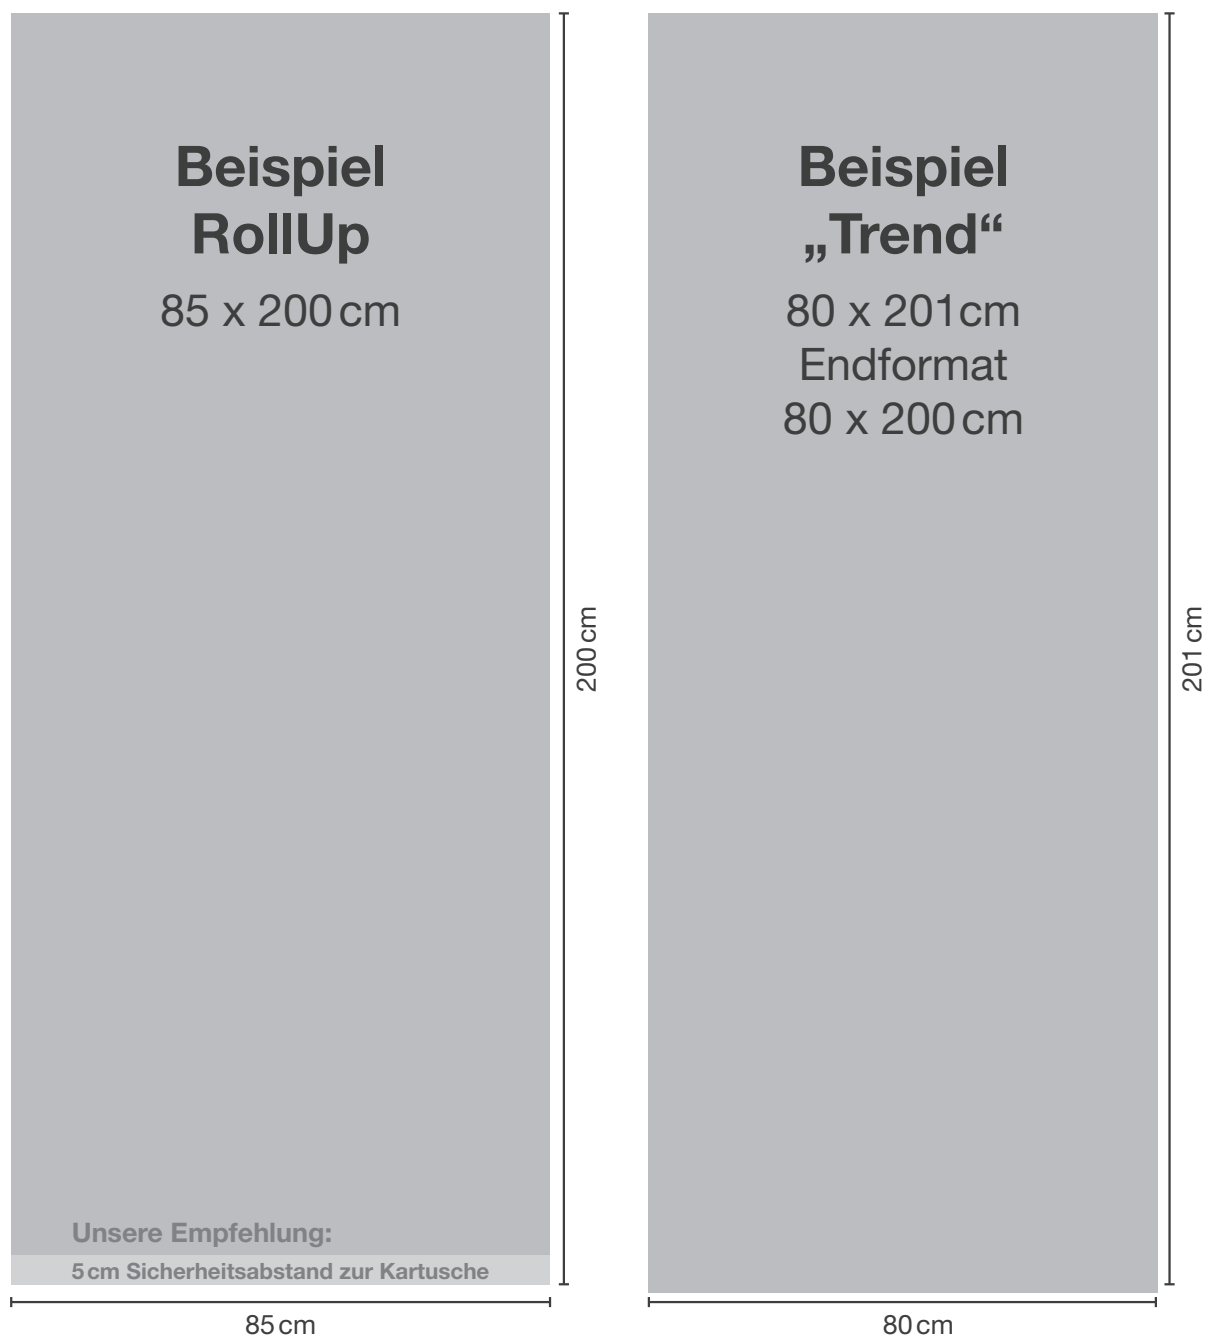 Beispiel
RollUp
85 x 200 cm
Unsere Empfehlung:
5 cm Sicherheitsabstand zur Kartusche
200 cm
85 cm
Beispiel
„Trend“
80 x 201cm
Endformat
80 x 200 cm
201 cm
80 cm